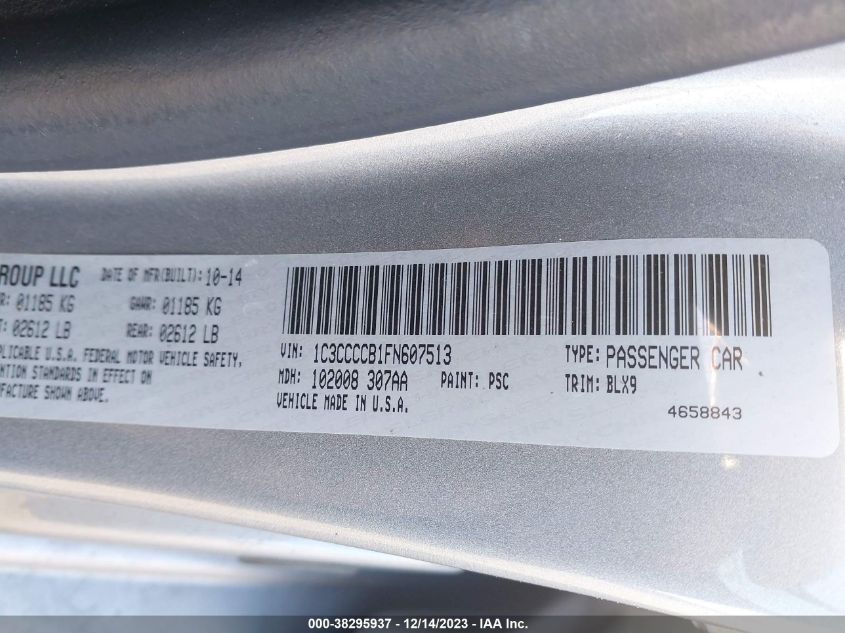 ROUP LLC DATE OF MFR(BUILT): 10-14
R: 01185 KG GAWR: 01185 KG
T: 02612 LB REAR: 02612 LB
PLICABLE U.S.A. FEDERAL MOTOR VEHICLE SAFETY,
ENTION STANDARDS IN EFFECT ON
FACTURE SHOWN ABOVE.
VIN: 1C3CCCCB1FN607513 TYPE: PASSENGER CAR
MDH: 102008 307AA PAINT: PSC TRIM: BLX9
VEHICLE MADE IN U.S.A. 4658843
000-38295937 - 12/14/2023 - IAA Inc.